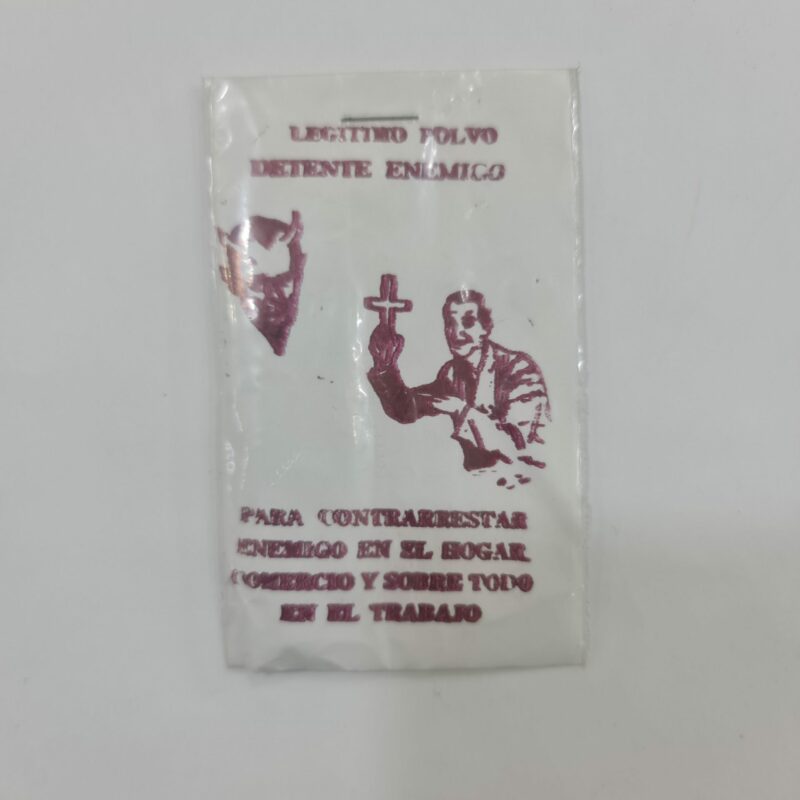 LEGITIMO POLVO
DETENTE ENEMIGO
PARA CONTRARRESTAR
ENEMIGO EN EL HOGAR
COMERCIO Y SOBRE TODO
EN EL TRABAJO